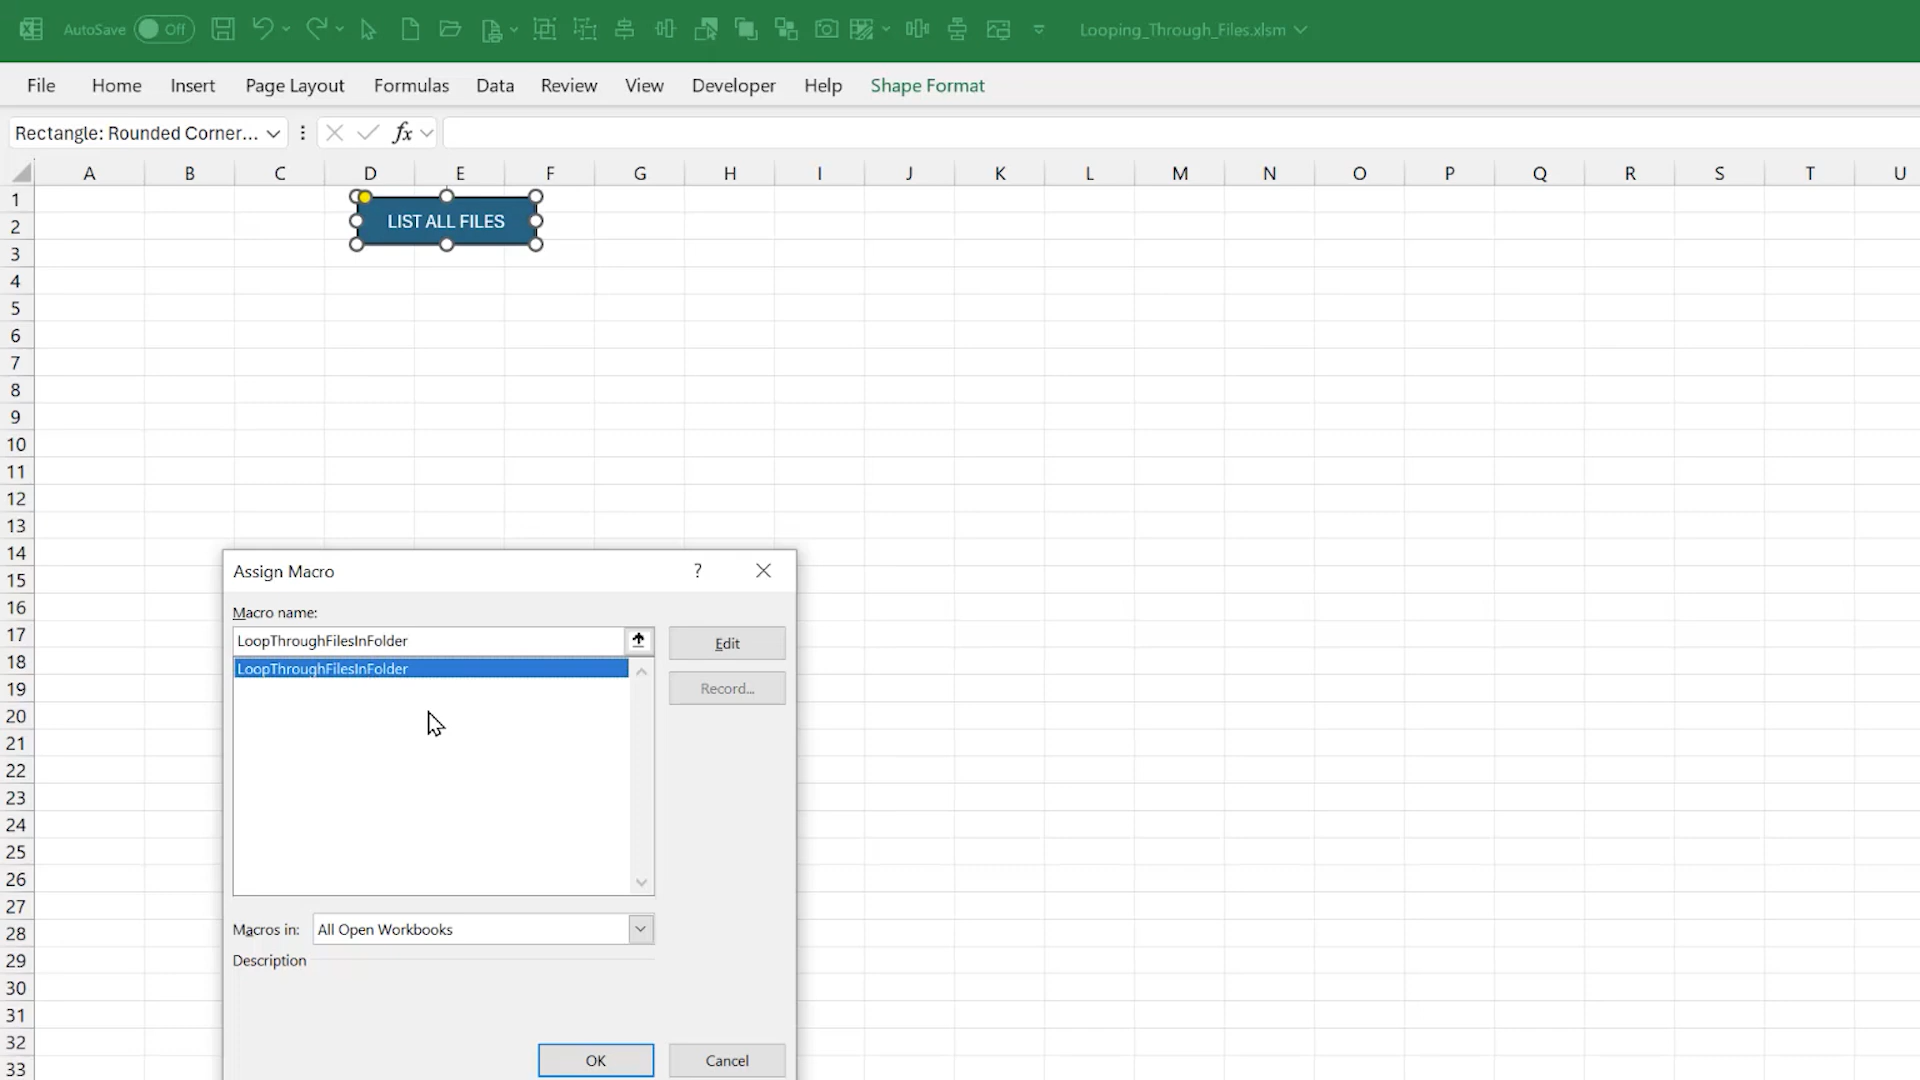 AutoSave Off Looping_Through_Files.xlsm
File Home Insert Page Layout Formulas Data Review View Developer Help Shape Format
Rectangle: Rounded Corner... fx
A B C D E F G H I J K L M N O P Q R S T U
1
LIST ALL FILES
2
3
4
5
6
7
8
9
10
11
12
13
14
15
16
17
18
19
20
21
22
23
24
25
26
27
28
29
30
31
32
33
Assign Macro ?
Macro name:
LoopThroughFilesInFolder
Edit
LoopThroughFilesInFolder
Record...
Macros in: All Open Workbooks
Description
OK Cancel